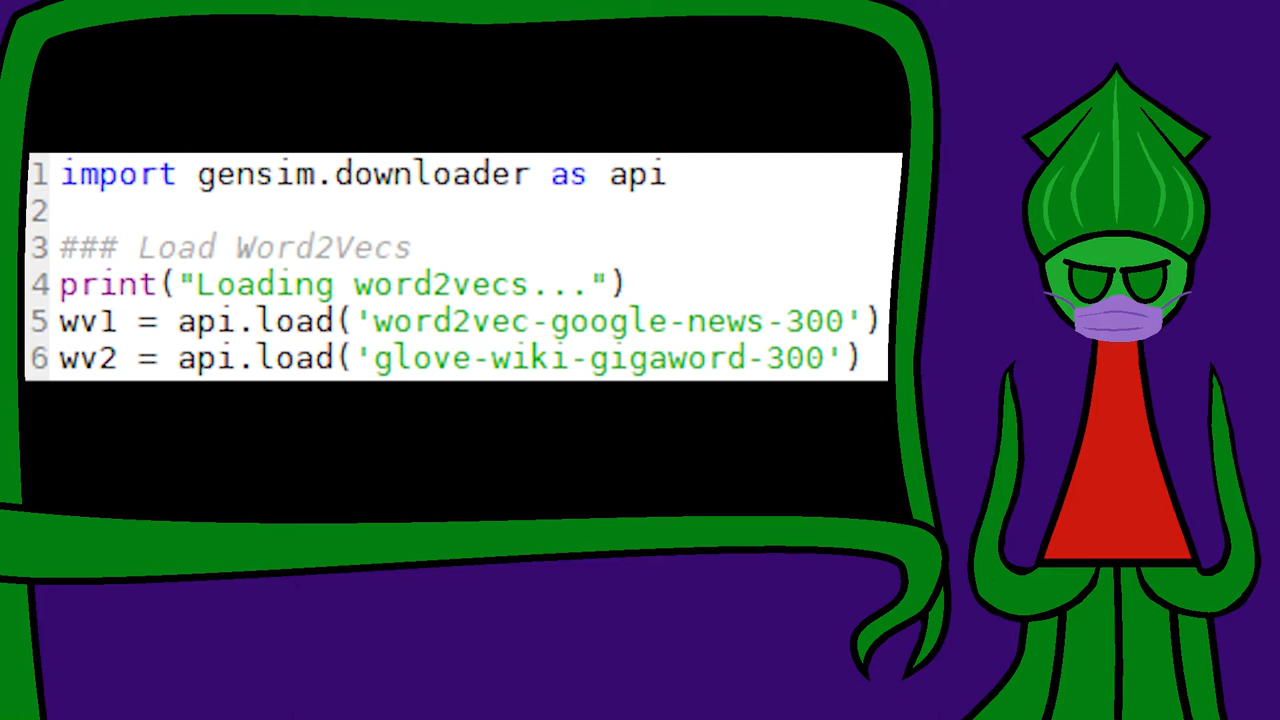 1 import gensim.downloader as api
2
3 ### Load Word2Vecs
4 print("Loading word2vecs...")
5 wv1 = api.load('word2vec-google-news-300')
6 wv2 = api.load('glove-wiki-gigaword-300')